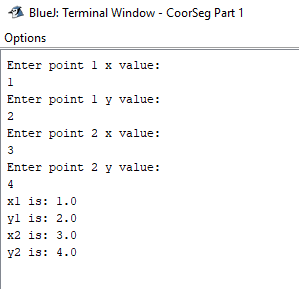 BlueJ: Terminal Window - CoorSeg Part 1
Options
Enter point 1 x value:
1
Enter point 1 y value:
2
Enter point 2 x value:
3
Enter point 2 y value:
4
x1 is: 1.0
y1 is: 2.0
x2 is: 3.0
y2 is: 4.0